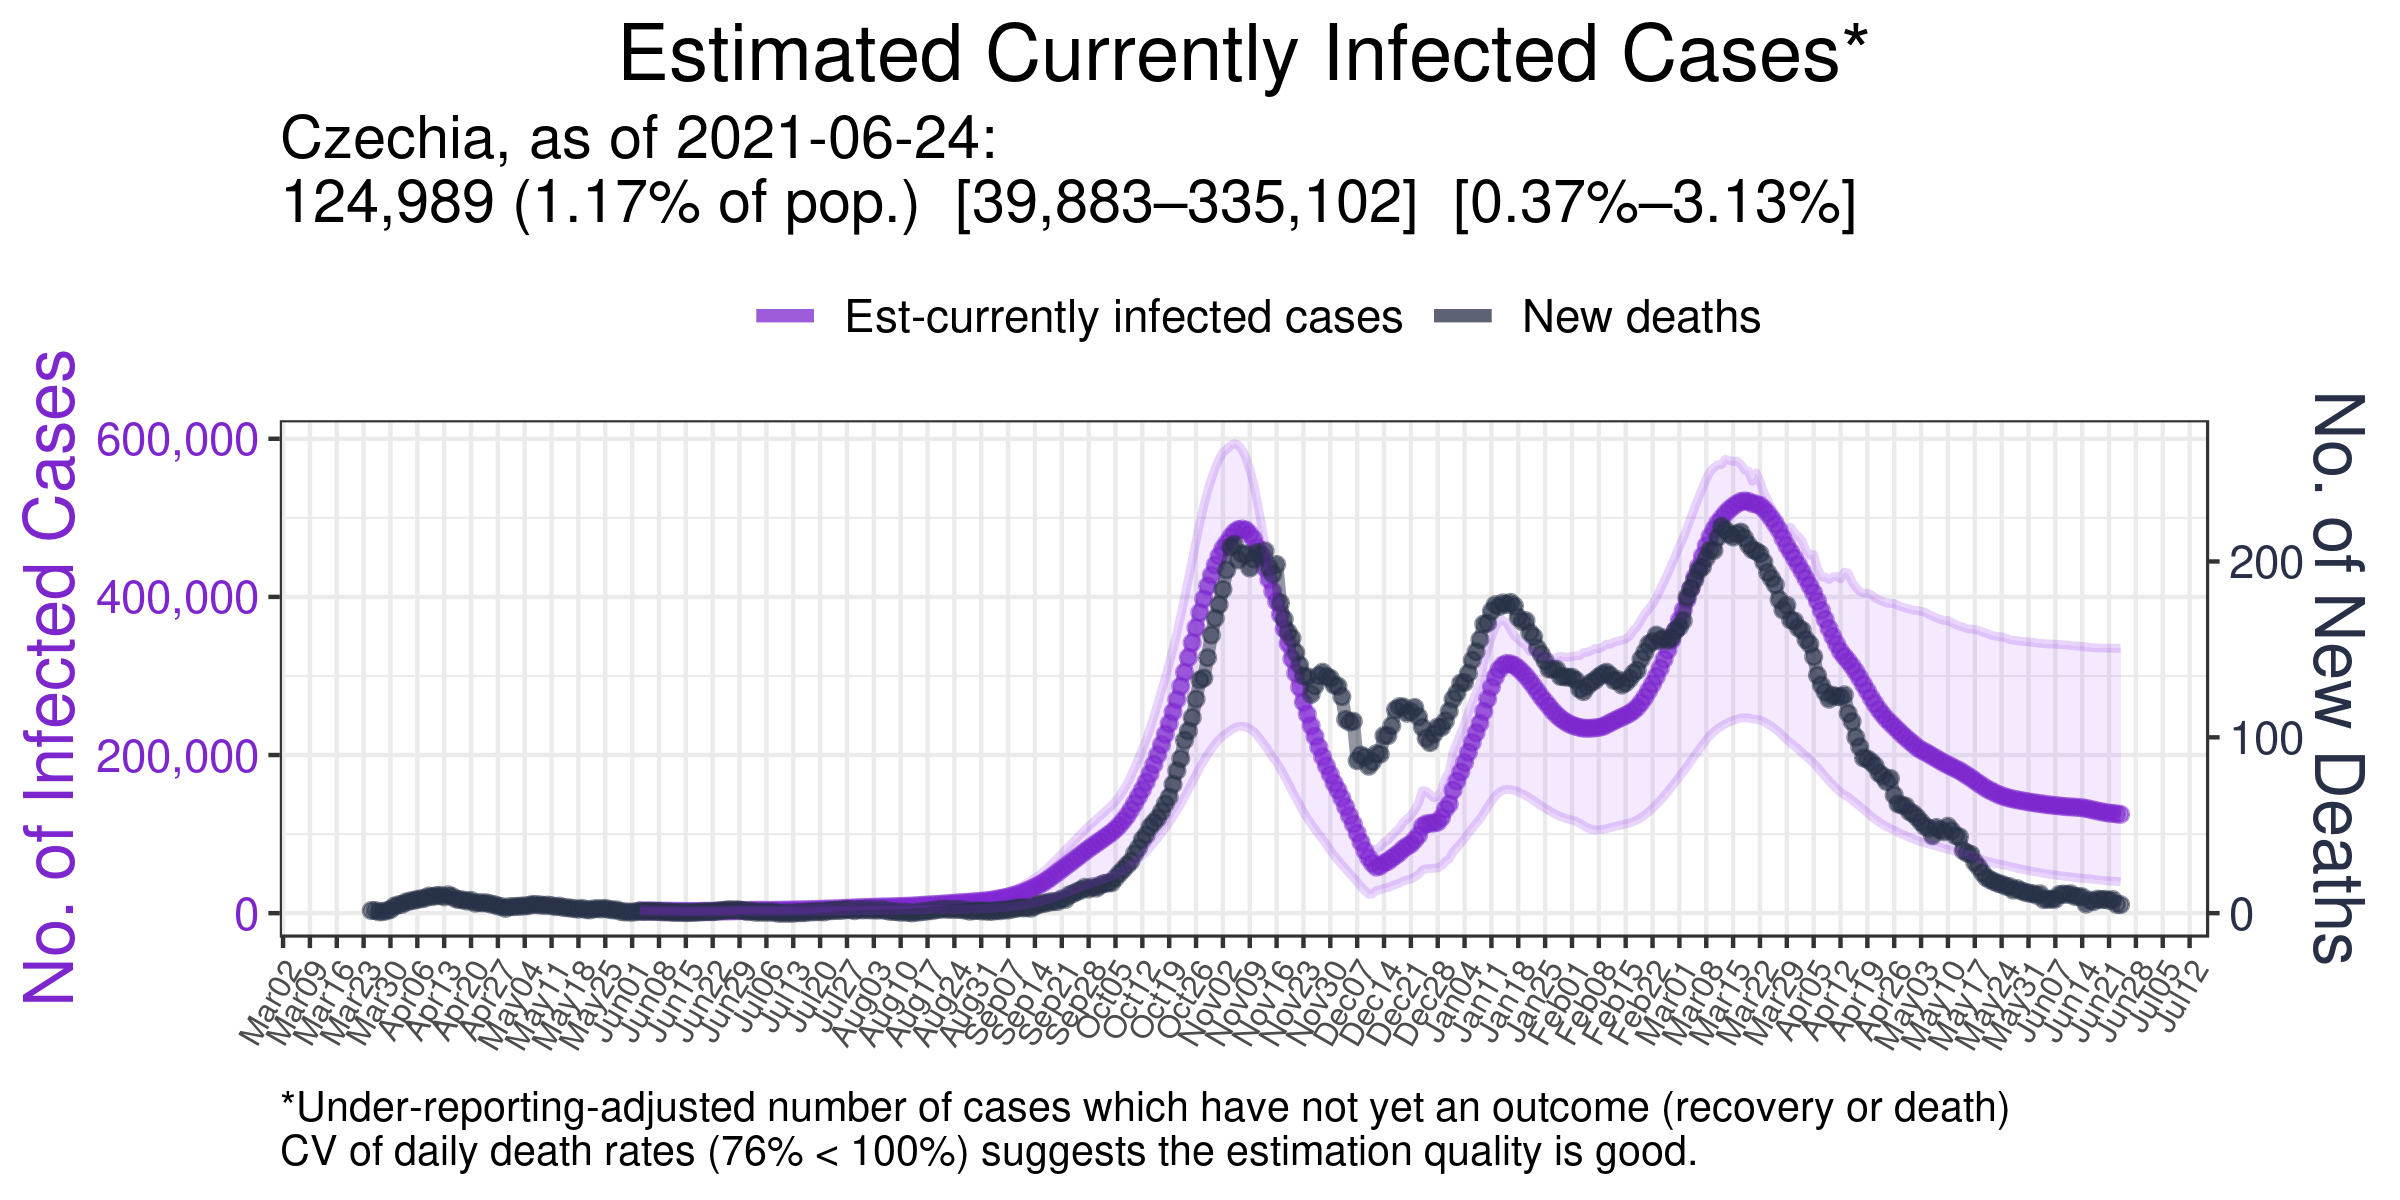 Estimated Currently Infected Cases*
Czechia, as of 2021-06-24:
124,989 (1.17% of pop.) [39,883–335,102] [0.37%–3.13%]
Est-currently infected cases
New deaths
No. of Infected Cases
600,000
400,000
200,000
0
No. of New Deaths
200
100
0
Mar02
Mar09
Mar16
Mar23
Mar30
Apr06
Apr13
Apr20
Apr27
May04
May11
May18
May25
Jun01
Jun08
Jun15
Jun22
Jun29
Jul06
Jul13
Jul20
Jul27
Aug03
Aug10
Aug17
Aug24
Aug31
Sep07
Sep14
Sep21
Sep28
Oct05
Oct12
Oct19
Oct26
Nov02
Nov09
Nov16
Nov23
Nov30
Dec07
Dec14
Dec21
Dec28
Jan04
Jan11
Jan18
Jan25
Feb01
Feb08
Feb15
Feb22
Mar01
Mar08
Mar15
Mar22
Mar29
Apr05
Apr12
Apr19
Apr26
May03
May10
May17
May24
May31
Jun07
Jun14
Jun21
Jun28
Jul05
Jul12
*Under-reporting-adjusted number of cases which have not yet an outcome (recovery or death)
CV of daily death rates (76% < 100%) suggests the estimation quality is good.